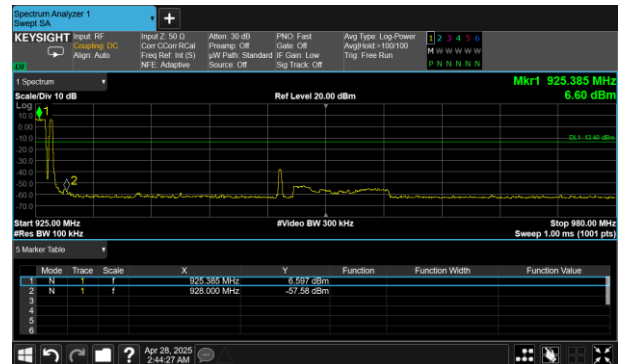 Spectrum Analyzer 1
Swept SA
KEYSIGHT Input: RF Input Z: 50 Ω Atten: 30 dB PNO: Fast Avg Type: Log-Power 1 2 3 4 5 6
Coupling: DC Corr CCorr RCal Preamp: Off Gate: Off Avg|Hold:>100/100 M W W W W W
Align: Auto Freq Ref: Int (S) µW Path: Standard IF Gain: Low Trig: Free Run
NFE: Adaptive Source: Off Sig Track: Off P N N N N N
LW
1 Spectrum Mkr1 925.385 MHz
Scale/Div 10 dB Ref Level 20.00 dBm 6.60 dBm
Log
10.0 1
0.00
-10.0 DL1 -13.40 dBm
-20.0
-30.0
-40.0
-50.0 2
-60.0
-70.0
Start 925.00 MHz #Video BW 300 kHz Stop 980.00 MHz
#Res BW 100 kHz Sweep 1.00 ms (1001 pts)
5 Marker Table
Mode Trace Scale X Y Function Function Width Function Value
1 N 1 f 925.385 MHz 6.597 dBm
2 N 1 f 928.000 MHz -57.58 dBm
3
4
5
6
? Apr 28, 2025
2:44:27 AM